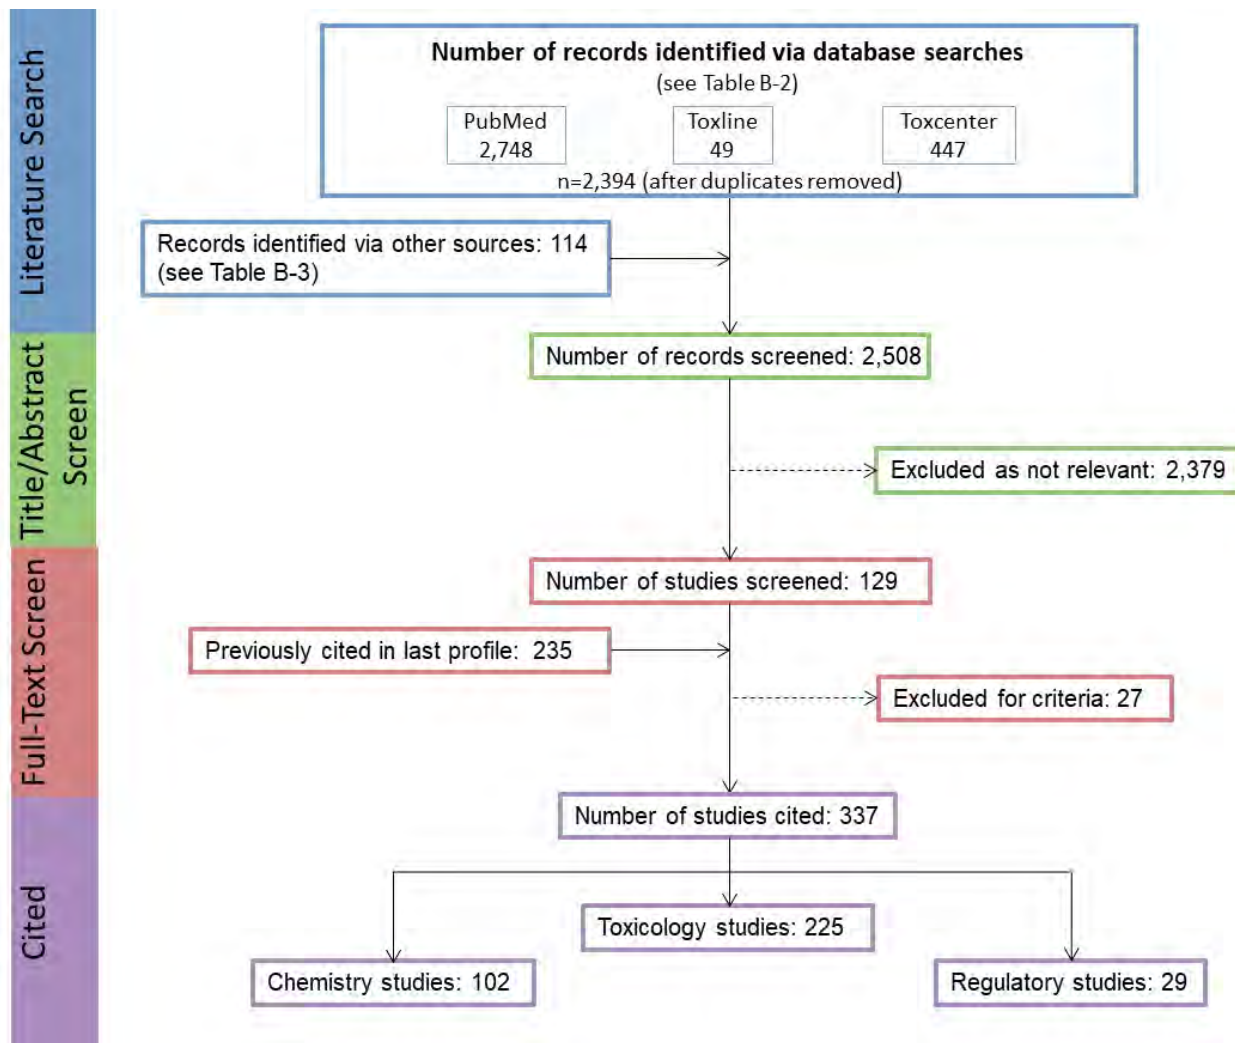 Literature Search
Number of records identified via database searches
(see Table B-2)
PubMed
2,748
Toxline
49
Toxcenter
447
n=2,394 (after duplicates removed)
Records identified via other sources: 114
(see Table B-3)
Title/Abstract
Screen
Number of records screened: 2,508
Excluded as not relevant: 2,379
Full-Text Screen
Number of studies screened: 129
Previously cited in last profile: 235
Excluded for criteria: 27
Cited
Number of studies cited: 337
Toxicology studies: 225
Chemistry studies: 102
Regulatory studies: 29